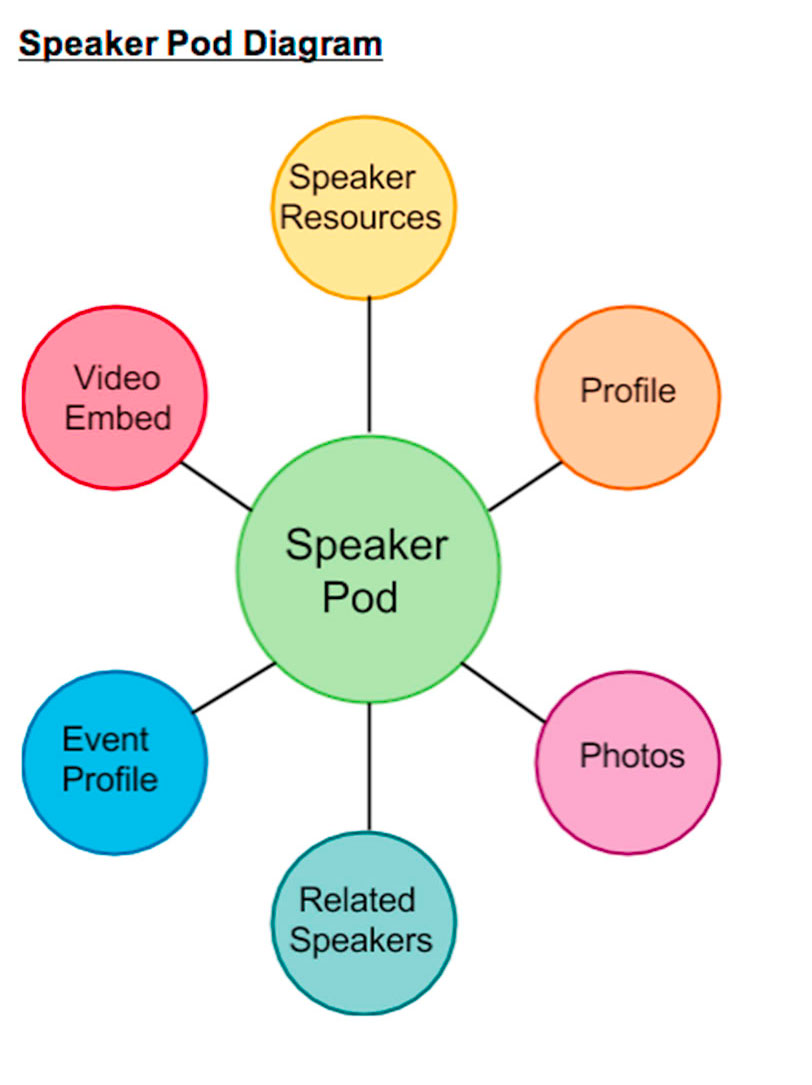 Speaker Pod Diagram
Speaker
Resources
Video
Embed
Profile
Speaker
Pod
Event
Profile
Photos
Related
Speakers